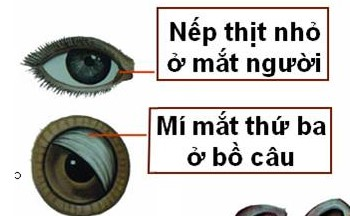 Nếp thịt nhỏ
ở mắt người
Mí mắt thứ ba
ở bồ câu